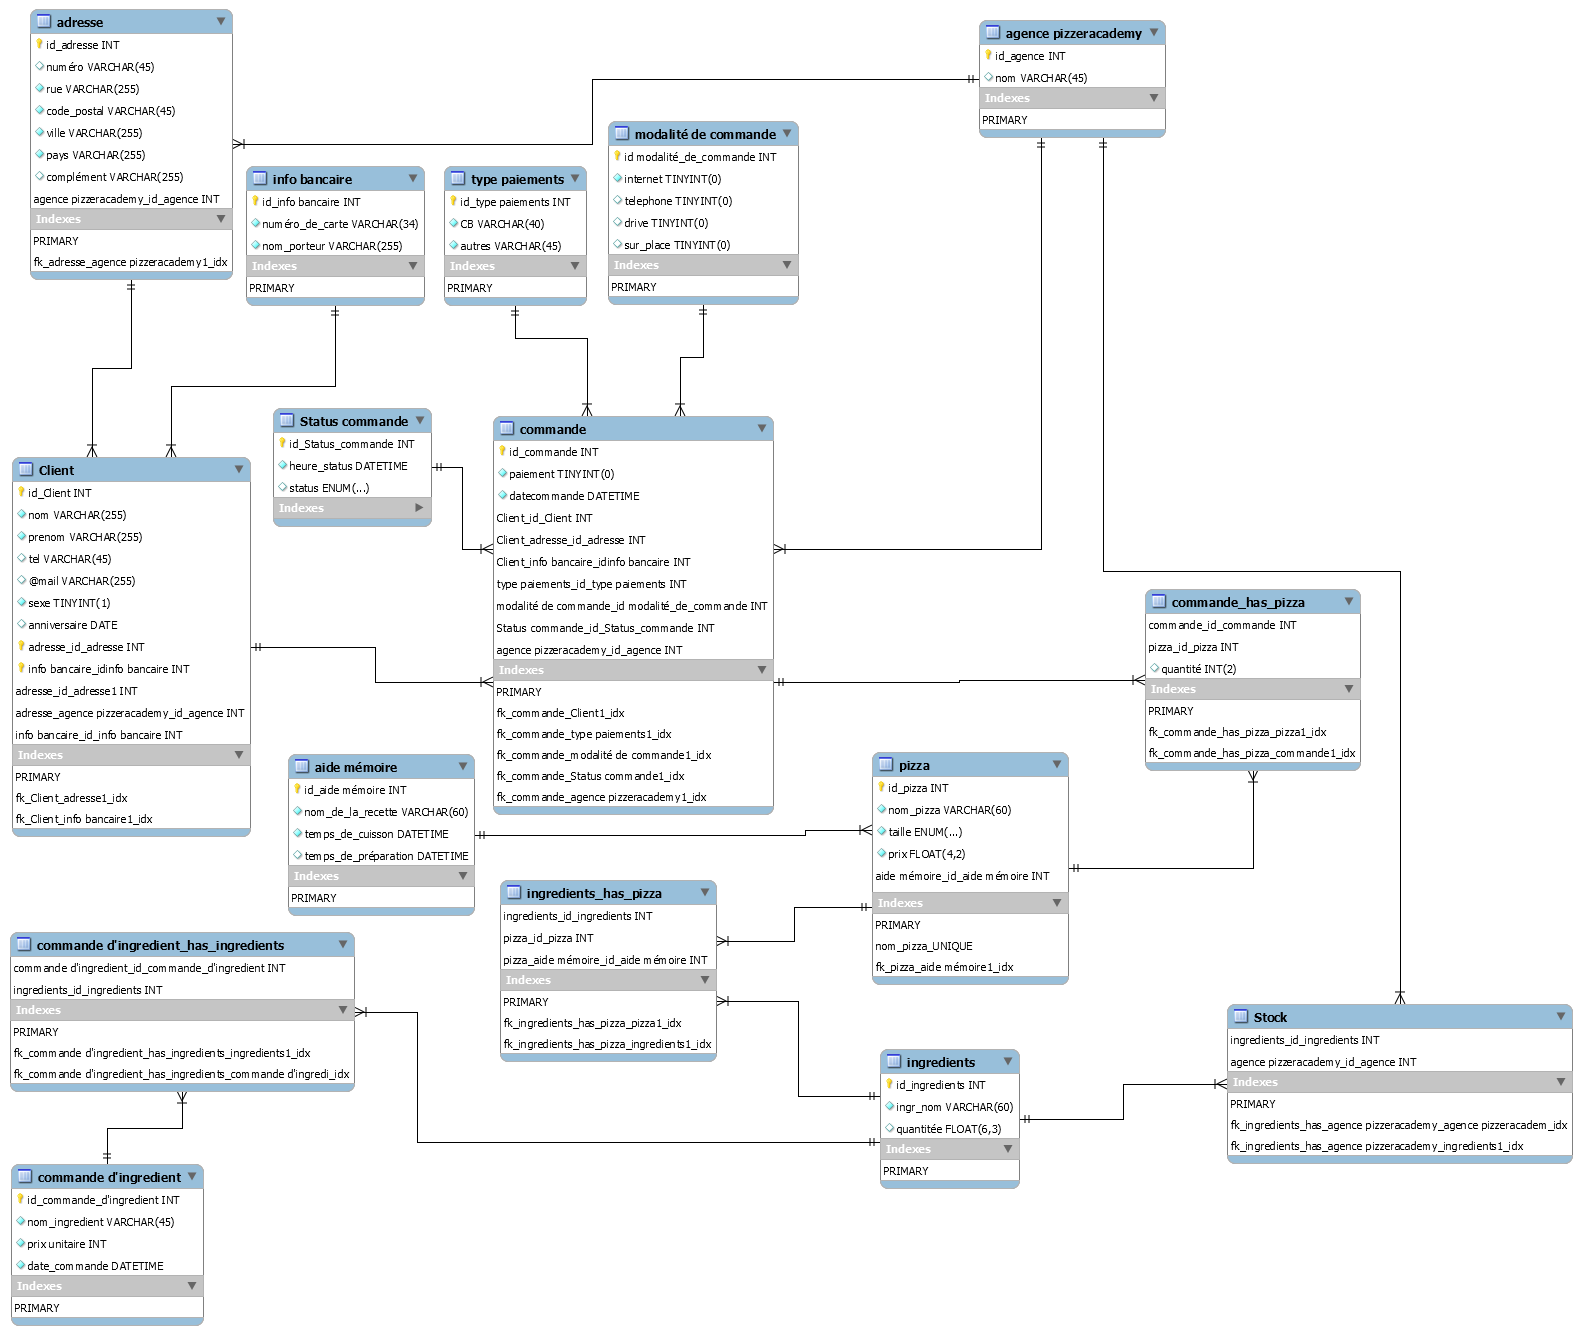 adresse
id_adresse INT
numéro VARCHAR(45)
rue VARCHAR(255)
code_postal VARCHAR(45)
ville VARCHAR(255)
pays VARCHAR(255)
complément VARCHAR(255)
agence pizzeracademy_id_agence INT
Indexes
PRIMARY
fk_adresse_agence pizzeracademy1_idx
agence pizzeracademy
id_agence INT
nom VARCHAR(45)
Indexes
PRIMARY
info bancaire
id_info bancaire INT
numéro_de_carte VARCHAR(34)
nom_porteur VARCHAR(255)
Indexes
PRIMARY
type paiements
id_type paiements INT
CB VARCHAR(40)
autres VARCHAR(45)
Indexes
PRIMARY
modalité de commande
id modalité_de_commande INT
internet TINYINT(0)
telephone TINYINT(0)
drive TINYINT(0)
sur_place TINYINT(0)
Indexes
PRIMARY
Status commande
id_Status_commande INT
heure_status DATETIME
status ENUM(...)
Indexes
Client
id_Client INT
nom VARCHAR(255)
prenom VARCHAR(255)
tel VARCHAR(45)
@mail VARCHAR(255)
sexe TINYINT(1)
anniversaire DATE
adresse_id_adresse INT
info bancaire_idinfo bancaire INT
adresse_id_adresse1 INT
adresse_agence pizzeracademy_id_agence INT
info bancaire_id_info bancaire INT
Indexes
PRIMARY
fk_Client_adresse1_idx
fk_Client_info bancaire1_idx
commande
id_commande INT
paiement TINYINT(0)
datecommande DATETIME
Client_id_Client INT
Client_adresse_id_adresse INT
Client_info bancaire_idinfo bancaire INT
type paiements_id_type paiements INT
modalité de commande_id modalité_de_commande INT
Status commande_id_Status_commande INT
agence pizzeracademy_id_agence INT
Indexes
PRIMARY
fk_commande_Client1_idx
fk_commande_type paiements1_idx
fk_commande_modalité de commande1_idx
fk_commande_Status commande1_idx
fk_commande_agence pizzeracademy1_idx
commande_has_pizza
commande_id_commande INT
pizza_id_pizza INT
quantité INT(2)
Indexes
PRIMARY
fk_commande_has_pizza_pizza1_idx
fk_commande_has_pizza_commande1_idx
aide mémoire
id_aide mémoire INT
nom_de_la_recette VARCHAR(60)
temps_de_cuisson DATETIME
temps_de_préparation DATETIME
Indexes
PRIMARY
pizza
id_pizza INT
nom_pizza VARCHAR(60)
taille ENUM(...)
prix FLOAT(4,2)
aide mémoire_id_aide mémoire INT
Indexes
PRIMARY
nom_pizza_UNIQUE
fk_pizza_aide mémoire1_idx
ingredients_has_pizza
ingredients_id_ingredients INT
pizza_id_pizza INT
pizza_aide mémoire_id_aide mémoire INT
Indexes
PRIMARY
fk_ingredients_has_pizza_pizza1_idx
fk_ingredients_has_pizza_ingredients1_idx
commande d'ingredient_has_ingredients
commande d'ingredient_id_commande_d'ingredient INT
ingredients_id_ingredients INT
Indexes
PRIMARY
fk_commande d'ingredient_has_ingredients_ingredients1_idx
fk_commande d'ingredient_has_ingredients_commande d'ingredi_idx
ingredients
id_ingredients INT
ingr_nom VARCHAR(60)
quantitée FLOAT(6,3)
Indexes
PRIMARY
Stock
ingredients_id_ingredients INT
agence pizzeracademy_id_agence INT
Indexes
PRIMARY
fk_ingredients_has_agence pizzeracademy_agence pizzeracadem_idx
fk_ingredients_has_agence pizzeracademy_ingredients1_idx
commande d'ingredient
id_commande_d'ingredient INT
nom_ingredient VARCHAR(45)
prix unitaire INT
date_commande DATETIME
Indexes
PRIMARY